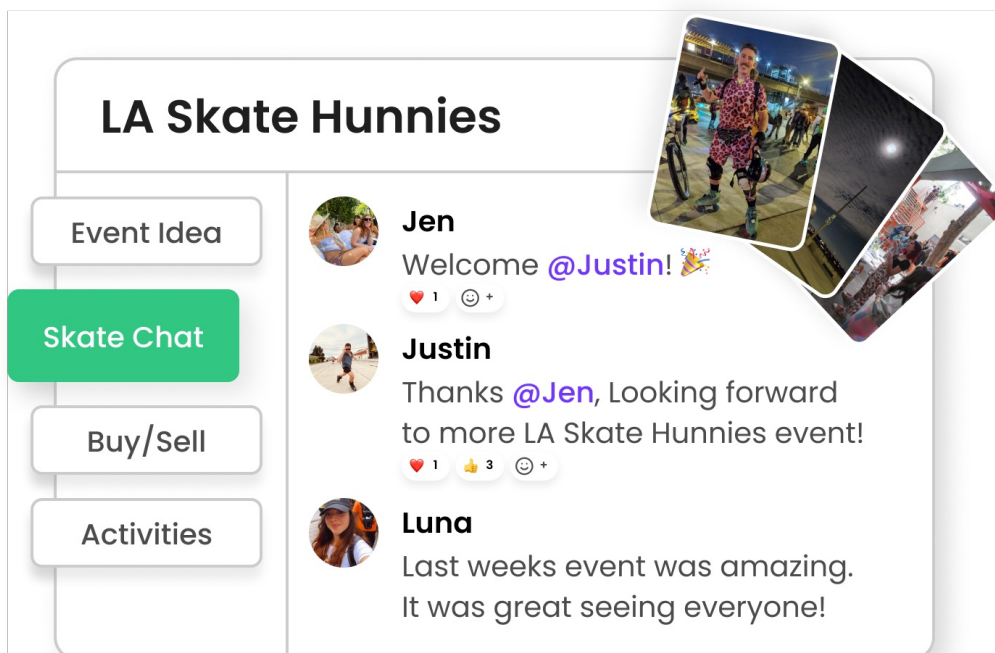 LA Skate Hunnies
Event Idea
Skate Chat
Buy/Sell
Activities
Jen
Welcome @Justin! 🎉
❤️ 1 +
Justin
Thanks @Jen, Looking forward
to more LA Skate Hunnies event!
❤️ 1 👍 3 +
Luna
Last weeks event was amazing.
It was great seeing everyone!